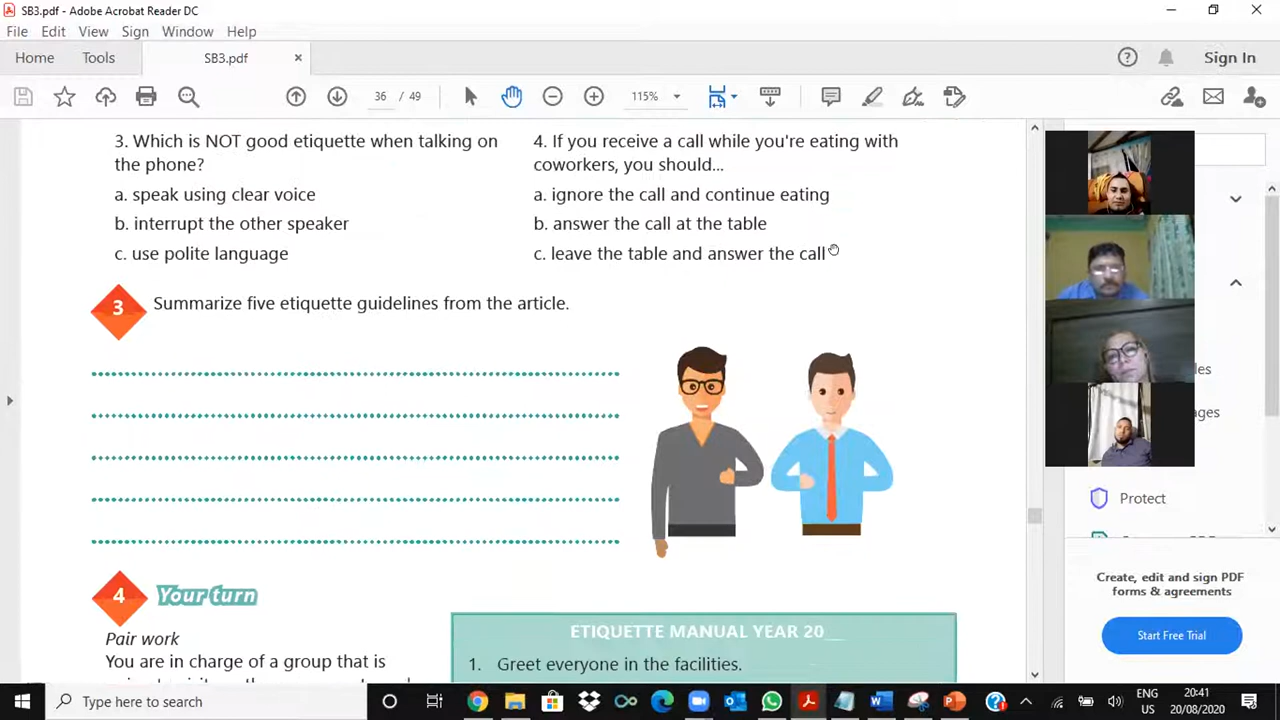 SB3.pdf - Adobe Acrobat Reader DC
File Edit View Sign Window Help
Home Tools SB3.pdf × Sign In
36 / 49 115%
3. Which is NOT good etiquette when talking on
the phone?
a. speak using clear voice
b. interrupt the other speaker
c. use polite language
4. If you receive a call while you're eating with
coworkers, you should...
a. ignore the call and continue eating
b. answer the call at the table
c. leave the table and answer the call
3 Summarize five etiquette guidelines from the article.
4 Your turn
Pair work
You are in charge of a group that is
ETIQUETTE MANUAL YEAR 20__
1. Greet everyone in the facilities.
Protect
Create, edit and sign PDF
forms & agreements
Start Free Trial
Type here to search
ENG
US
20:41
20/08/2020